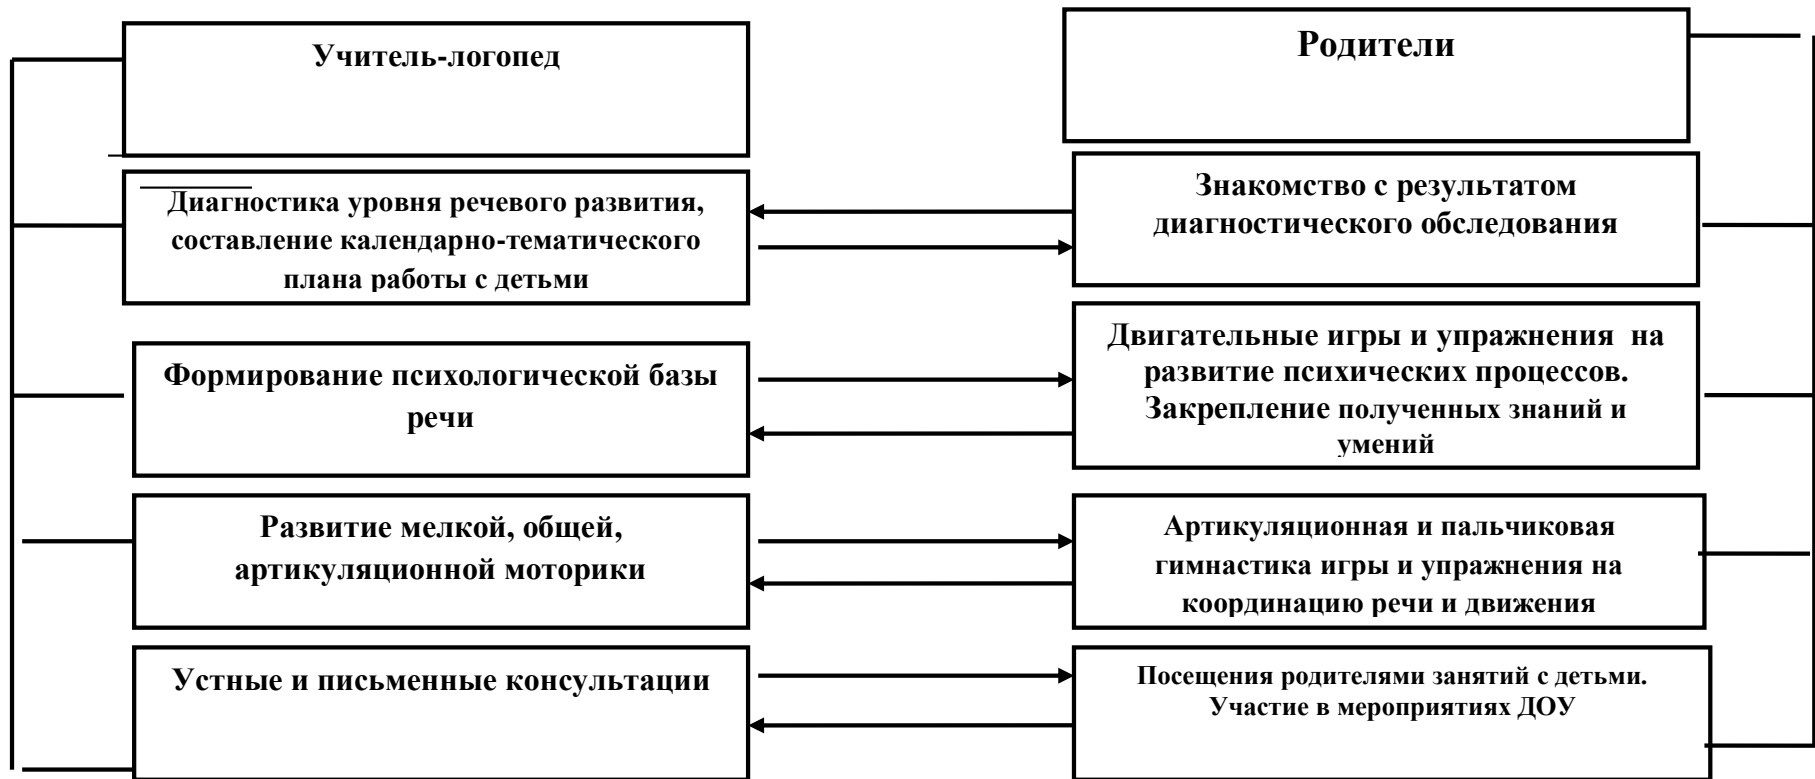 Учитель-логопед
Родители
Диагностика уровня речевого развития,
составление календарно-тематического
плана работы с детьми
Знакомство с результатом
диагностического обследования
Формирование психологической базы
речи
Двигательные игры и упражнения на
развитие психических процессов.
Закрепление полученных знаний и
умений
Развитие мелкой, общей,
артикуляционной моторики
Артикуляционная и пальчиковая
гимнастика игры и упражнения на
координацию речи и движения
Устные и письменные консультации
Посещения родителями занятий с детьми.
Участие в мероприятиях ДОУ